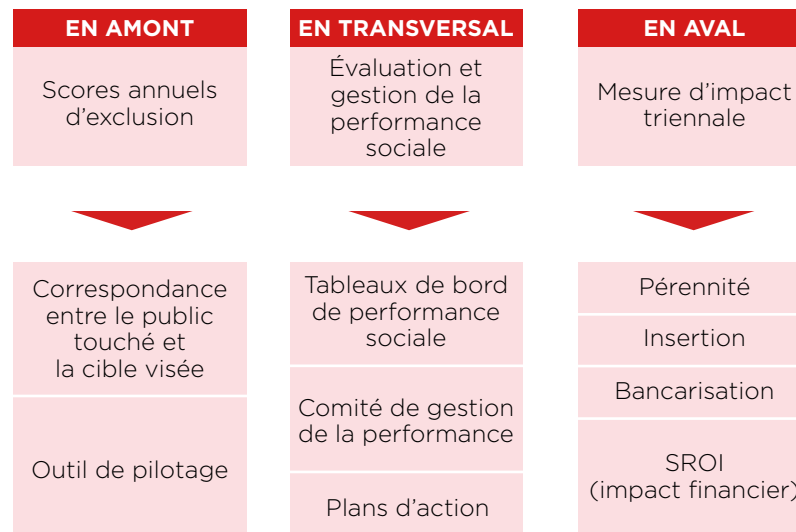 EN AMONT
Scores annuels
d'exclusion
Correspondance
entre le public
touché et
la cible visée
Outil de pilotage
EN TRANSVERSAL
Évaluation et
gestion de la
performance
sociale
Tableaux de bord
de performance
sociale
Comité de gestion
de la performance
Plans d'action
EN AVAL
Mesure d'impact
triennale
Pérennité
Insertion
Bancarisation
SROI
(impact financier)